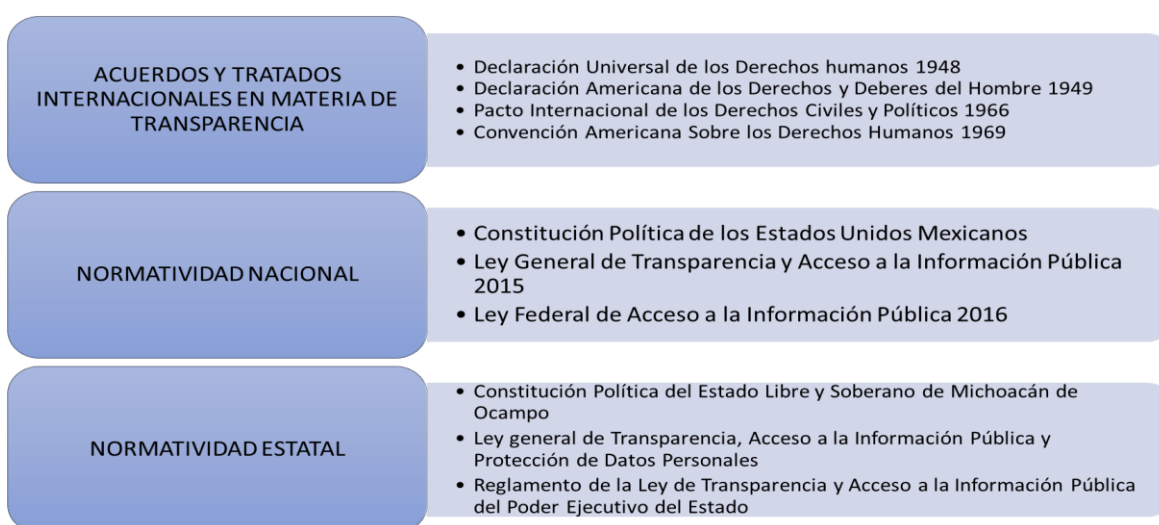 ACUERDOS Y TRATADOS
INTERNACIONALES EN MATERIA DE
TRANSPARENCIA
• Declaración Universal de los Derechos humanos 1948
• Declaración Americana de los Derechos y Deberes del Hombre 1949
• Pacto Internacional de los Derechos Civiles y Políticos 1966
• Convención Americana Sobre los Derechos Humanos 1969
NORMATIVIDAD NACIONAL
• Constitución Política de los Estados Unidos Mexicanos
• Ley General de Transparencia y Acceso a la Información Pública
2015
• Ley Federal de Acceso a la Información Pública 2016
NORMATIVIDAD ESTATAL
• Constitución Política del Estado Libre y Soberano de Michoacán de
Ocampo
• Ley general de Transparencia, Acceso a la Información Pública y
Protección de Datos Personales
• Reglamento de la Ley de Transparencia y Acceso a la Información Pública
del Poder Ejecutivo del Estado